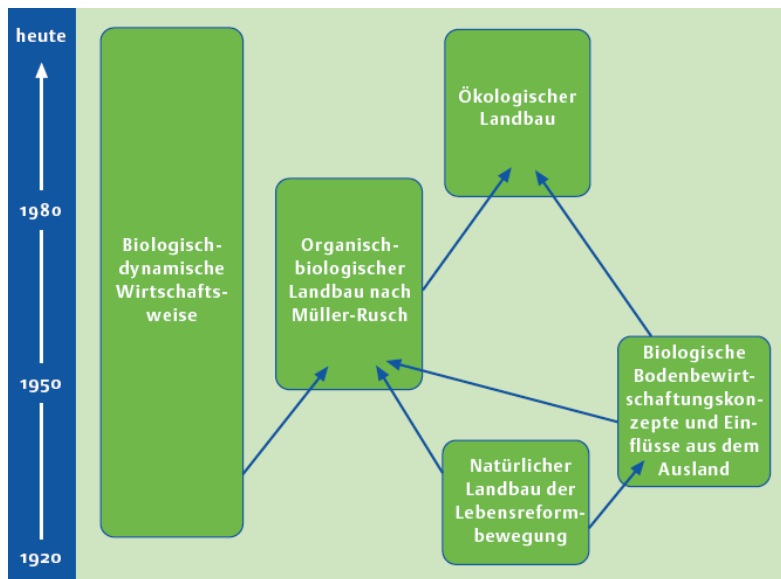 heute
1980
1950
1920
Biologisch-
dynamische
Wirtschafts-
weise
Organisch-
biologischer
Landbau nach
Müller-Rusch
Ökologischer
Landbau
Natürlicher
Landbau der
Lebensreform-
bewegung
Biologische
Bodenbewirt-
schaftungskon-
zepte und Ein-
flüsse aus dem
Ausland